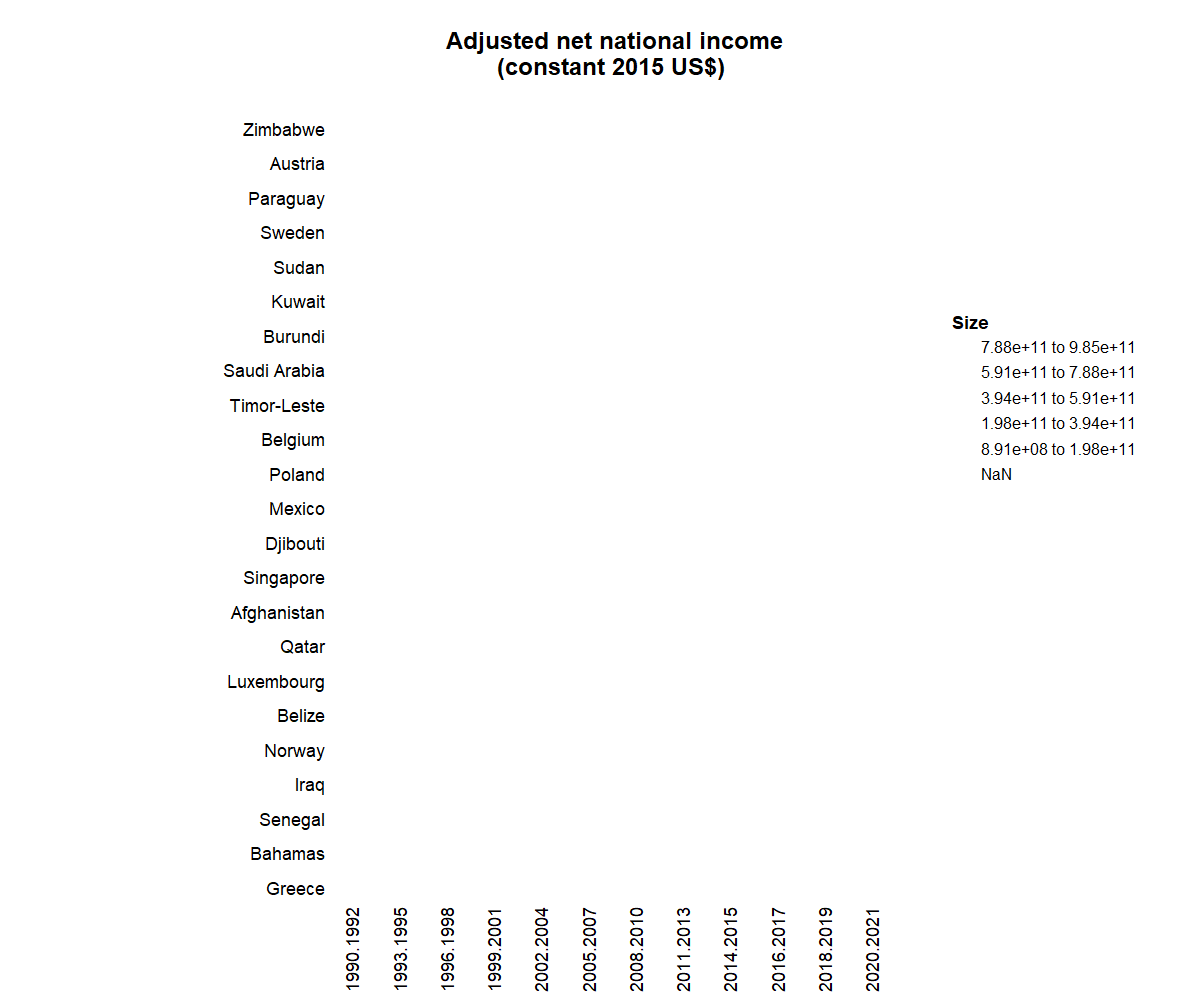 Adjusted net national income
(constant 2015 US$)
Zimbabwe
Austria
Paraguay
Sweden
Sudan
Kuwait
Burundi
Saudi Arabia
Timor-Leste
Belgium
Poland
Mexico
Djibouti
Singapore
Afghanistan
Qatar
Luxembourg
Belize
Norway
Iraq
Senegal
Bahamas
Greece
1990.1992
1993.1995
1996.1998
1999.2001
2002.2004
2005.2007
2008.2010
2011.2013
2014.2015
2016.2017
2018.2019
2020.2021
Size
7.88e+11 to 9.85e+11
5.91e+11 to 7.88e+11
3.94e+11 to 5.91e+11
1.98e+11 to 3.94e+11
8.91e+08 to 1.98e+11
NaN